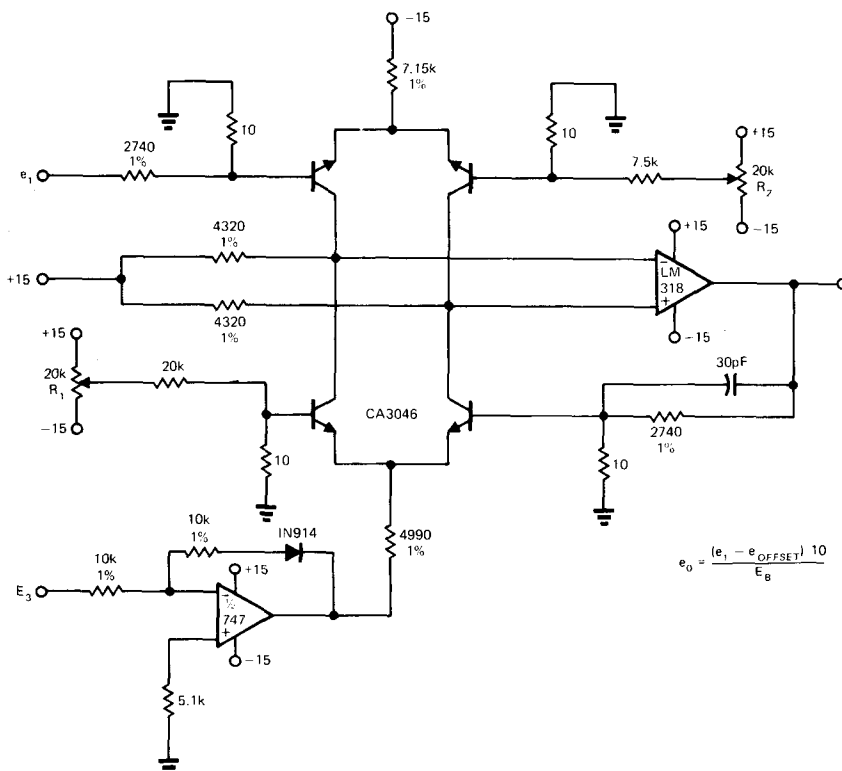 −15
7.15k
1%
10
10
2740
1%
e1
+15
7.5k
20k
R2
−15
4320
1%
+15
4320
1%
+15
−
LM
318
+
−15
+15
20k
R1
−15
20k
CA3046
30pF
2740
1%
10
10
10k
1%
IN914
4990
1%
10k
1%
E3
+15
−
½
747
+
−15
5.1k
e0 = (e1 − eOFFSET) 10
EB